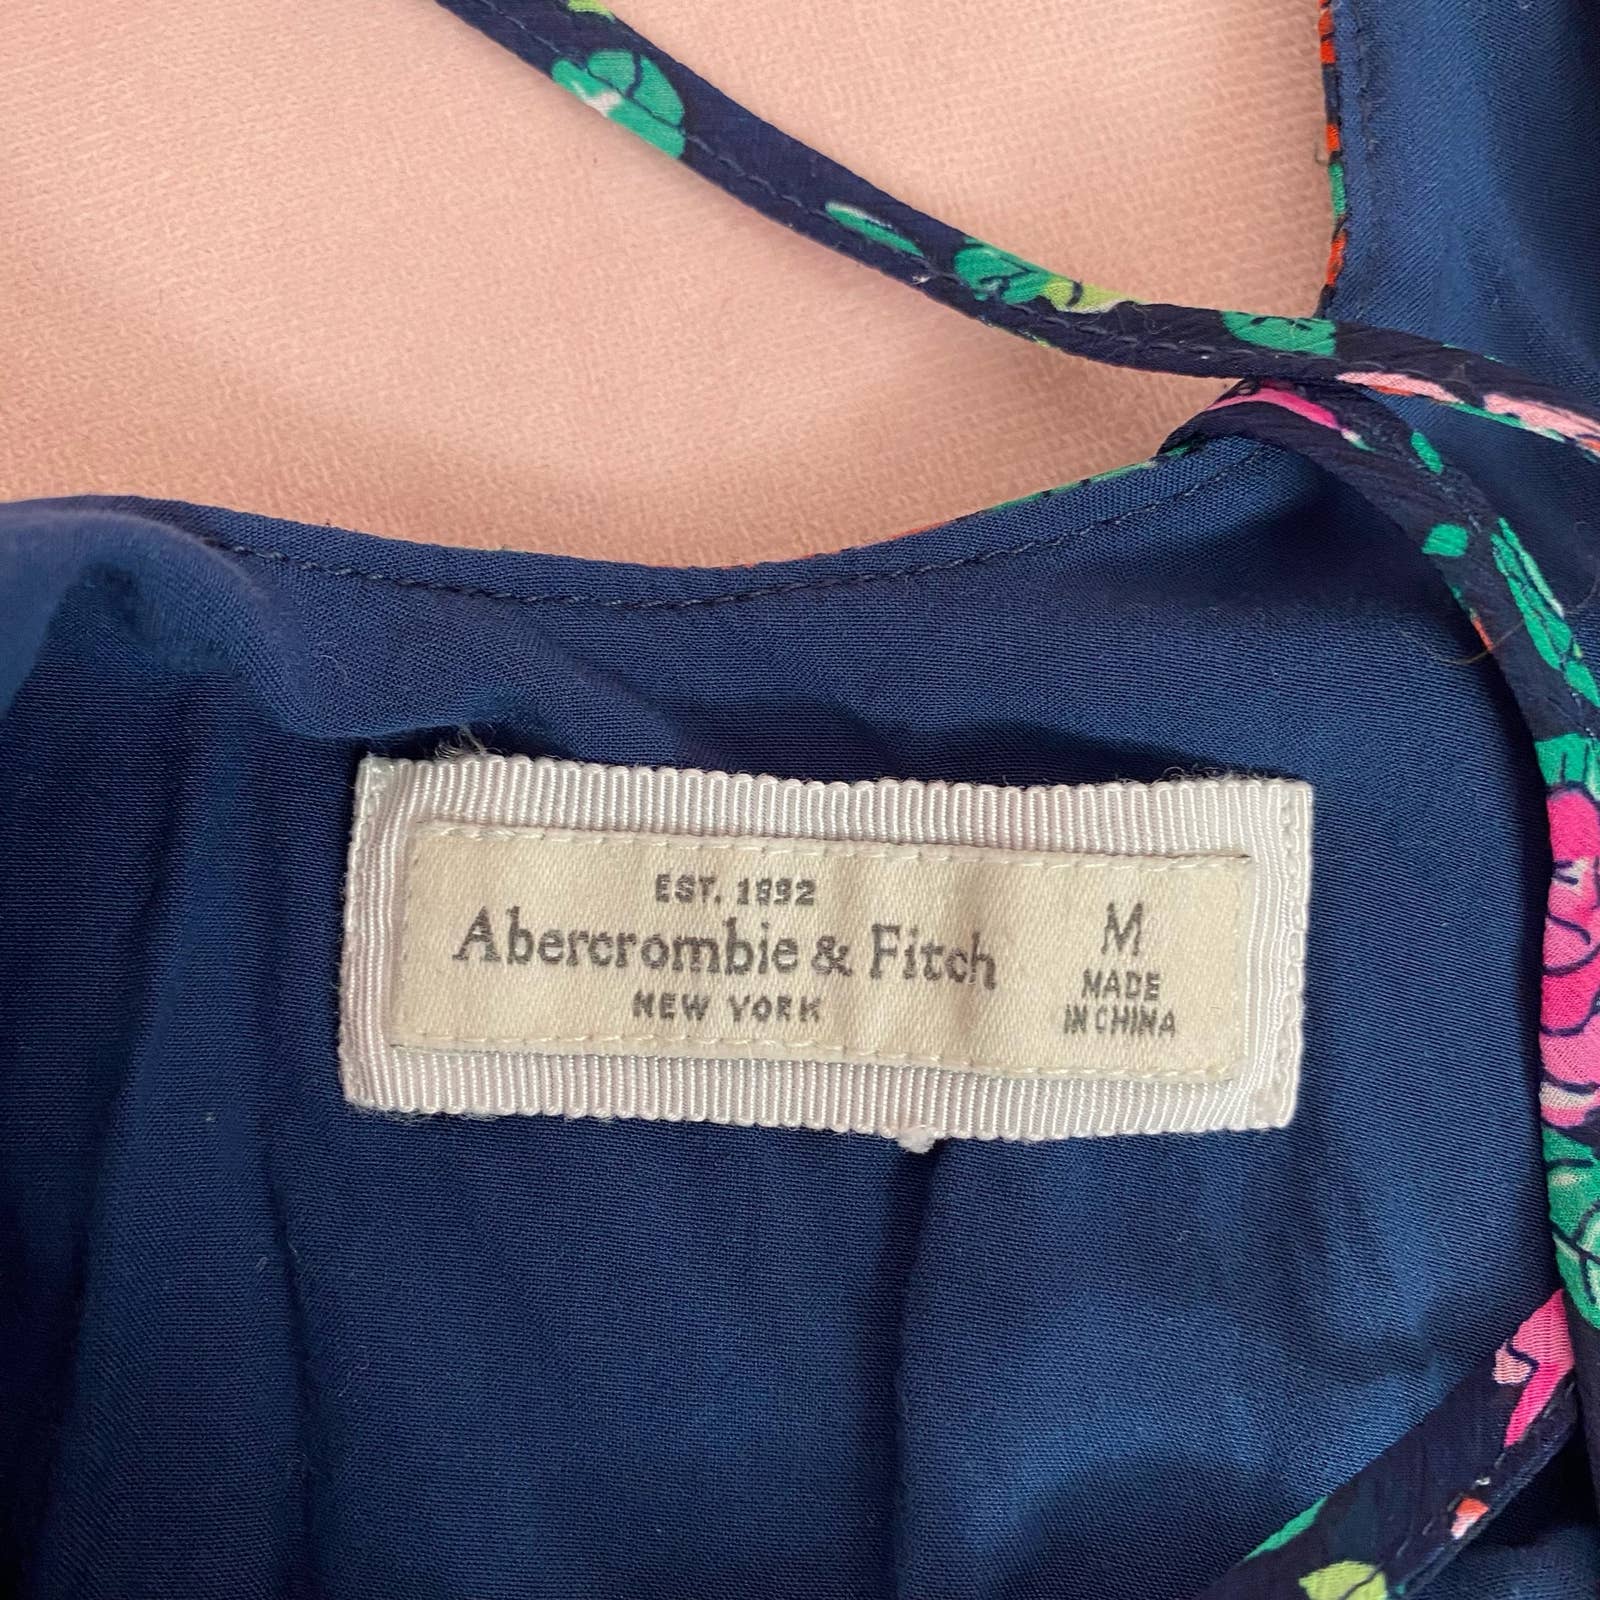 EST. 1892
Abercrombie & Fitch
NEW YORK
M
MADE
IN CHINA